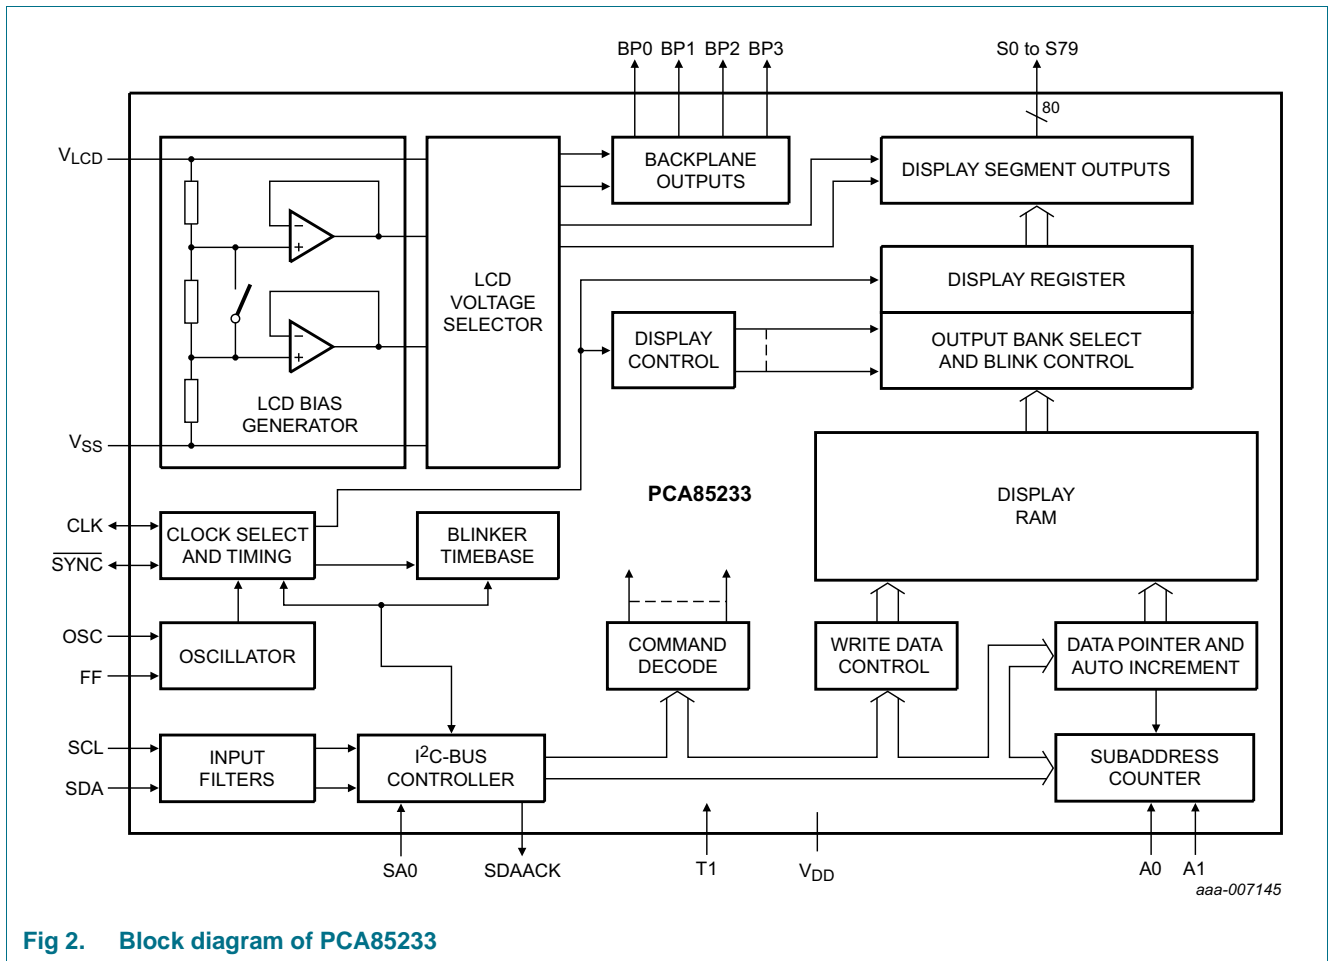 BP0 BP1 BP2 BP3
S0 to S79
80
VLCD
BACKPLANE
OUTPUTS
DISPLAY SEGMENT OUTPUTS
−
+
LCD
VOLTAGE
SELECTOR
DISPLAY REGISTER
−
+
DISPLAY
CONTROL
OUTPUT BANK SELECT
AND BLINK CONTROL
LCD BIAS
GENERATOR
VSS
PCA85233
DISPLAY
RAM
CLK
SYNC
CLOCK SELECT
AND TIMING
BLINKER
TIMEBASE
OSC
FF
OSCILLATOR
COMMAND
DECODE
WRITE DATA
CONTROL
DATA POINTER AND
AUTO INCREMENT
SCL
SDA
INPUT
FILTERS
I2C-BUS
CONTROLLER
SUBADDRESS
COUNTER
SA0
SDAACK
T1
VDD
A0
A1
aaa-007145
Fig 2. Block diagram of PCA85233